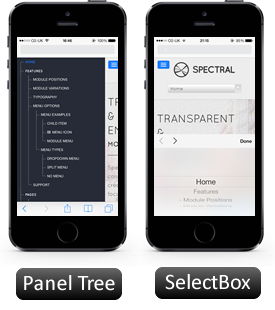 ●●●○○ O2-UK 16:46 100%
HOME
FEATURES
MODULE POSITIONS
MODULE VARIATIONS
TYPOGRAPHY
MENU OPTIONS
MENU EXAMPLES
CHILD ITEM
MENU ICON
MODULE MENU
MENU TYPES
DROPDOWN MENU
SPLIT MENU
NO MENU
SUPPORT
PAGES
TRA
&
EN
MO
Panel Tree
O2-UK 21:15
SPECTRAL
Home
TRANSPARENT
&
Done
Home
Features
- Module Positions
SelectBox